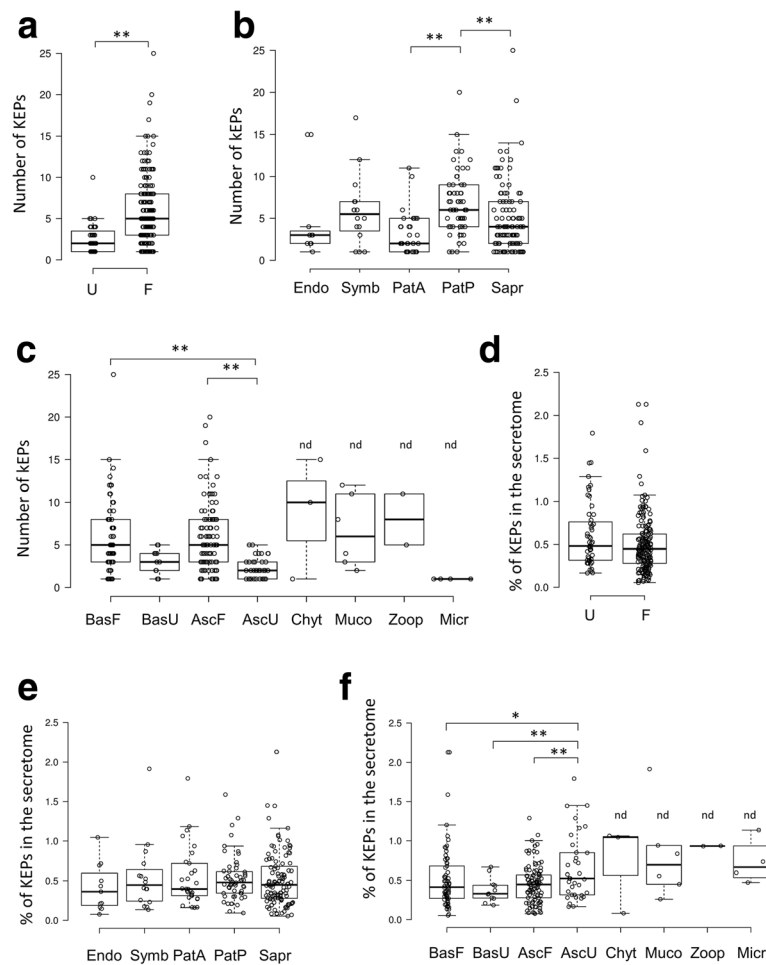 a
Number of KEPs
25
20
15
10
5
0
**
U F
b
Number of kEPs
25
20
15
10
5
0
** **
Endo Symb PatA PatP Sapr
c
Number of kEPs
25
20
15
10
5
0
**
**
nd nd nd nd
BasF BasU AscF AscU Chyt Muco Zoop Micr
d
% of KEPs in the secretome
2.5
2.0
1.5
1.0
0.5
0.0
U F
e
% of KEPs in the secretome
2.5
2.0
1.5
1.0
0.5
0.0
Endo Symb PatA PatP Sapr
f
% of KEPs in the secretome
2.5
2.0
1.5
1.0
0.5
0.0
*
**
**
nd nd nd nd
BasF BasU AscF AscU Chyt Muco Zoop Micr